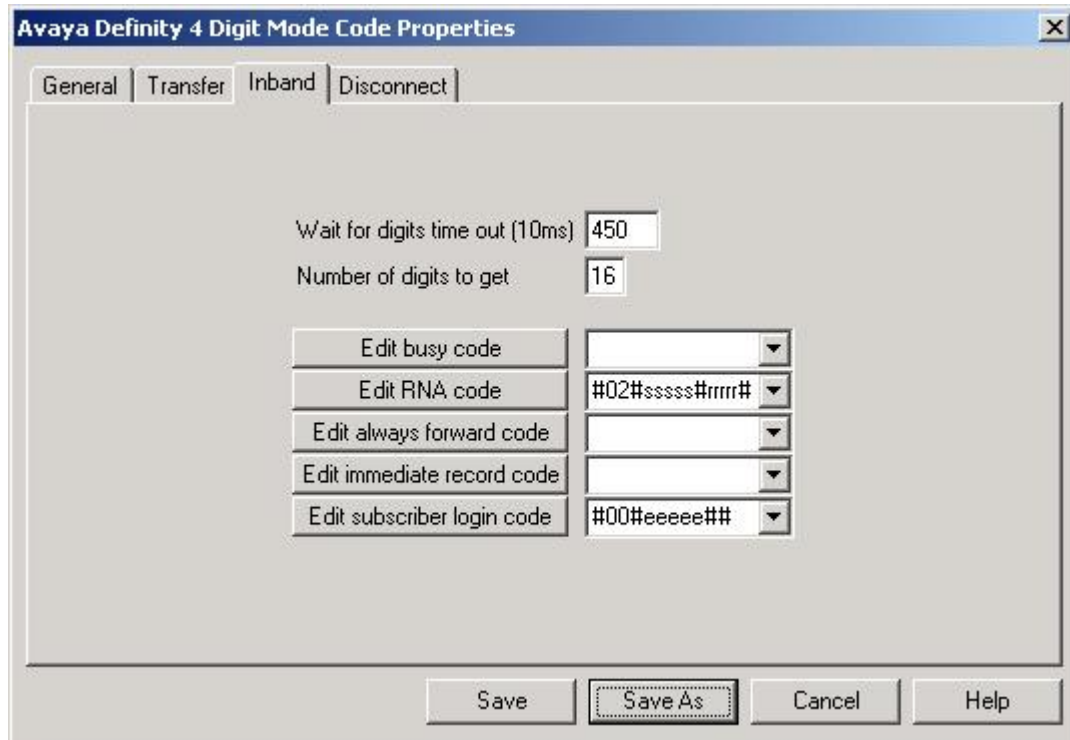 Avaya Definity 4 Digit Mode Code Properties
General Transfer Inband Disconnect
Wait for digits time out (10ms) 450
Number of digits to get 16
Edit busy code
Edit RNA code #02#sssss#rrrrr#
Edit always forward code
Edit immediate record code
Edit subscriber login code #00#eeeee##
Save Save As Cancel Help